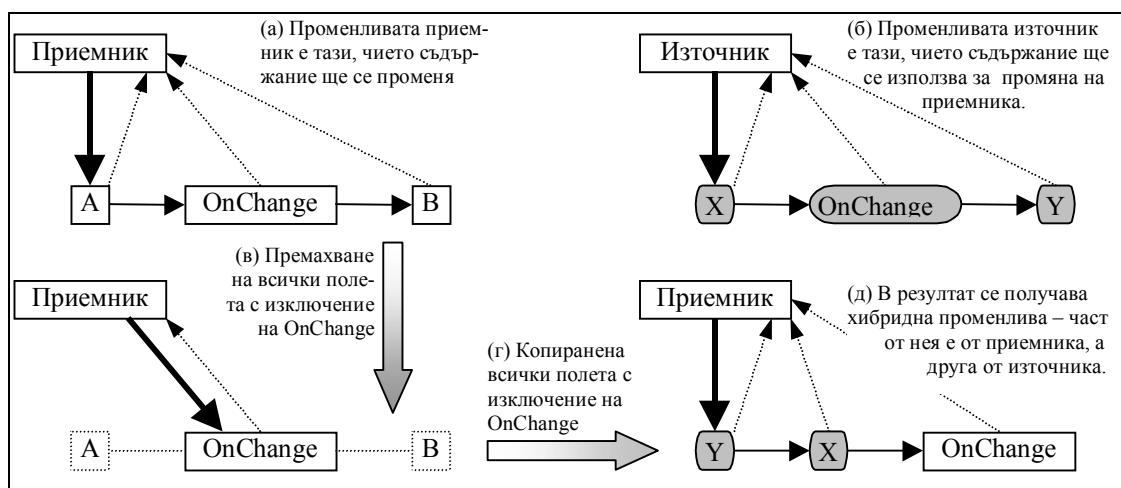 Приемник
(а) Променливата прием-
ник е тази, чието съдър-
жание ще се променя
A
OnChange
B
Източник
(б) Променливата източник
е тази, чието съдържание ще
се използва за промяна на
приемника.
X
OnChange
Y
(в) Премахване
на всички поле-
та с изключение
на OnChange
Приемник
A
OnChange
B
(г) Копиранена
всички полета с
изключение на
OnChange
Приемник
(д) В резултат се получава
хибридна променлива – част
от нея е от приемника, а
друга от източника.
Y
X
OnChange